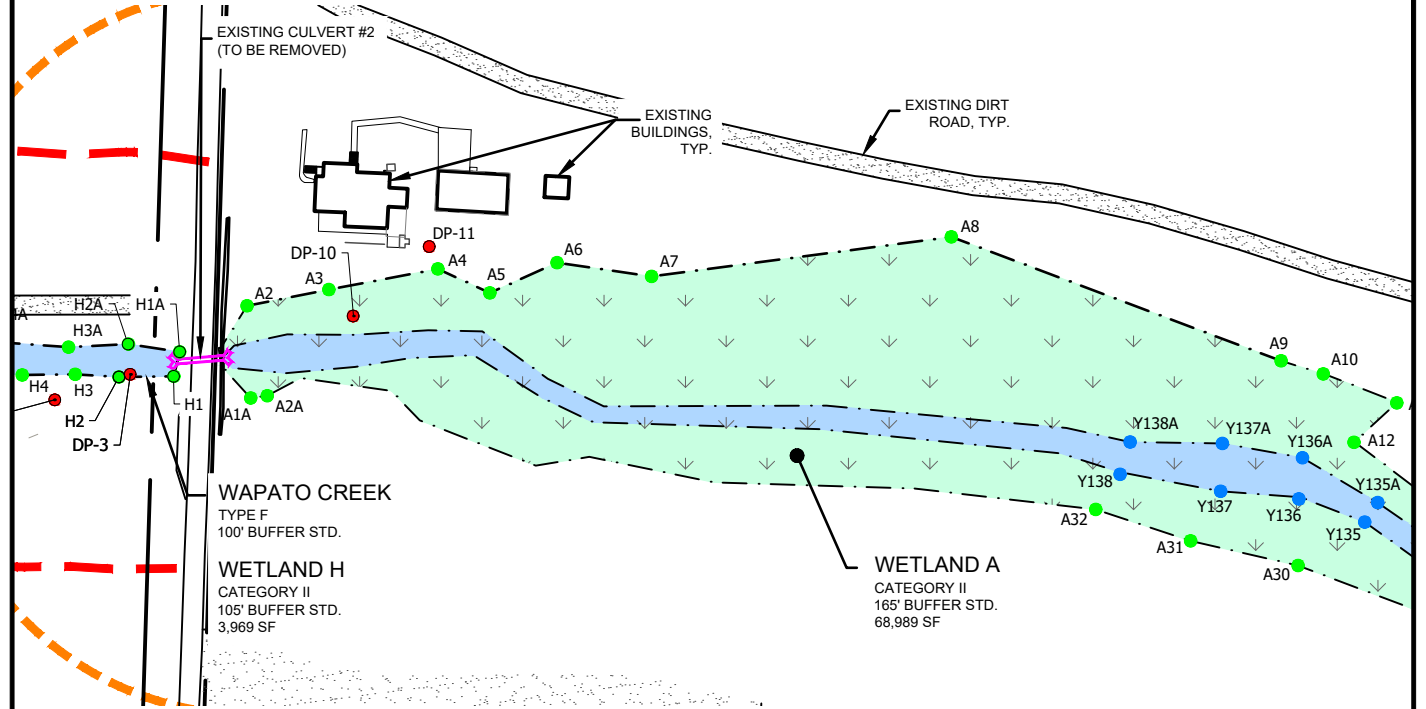 EXISTING CULVERT #2
(TO BE REMOVED)
EXISTING
BUILDINGS,
TYP.
EXISTING DIRT
ROAD, TYP.
DP-11
DP-10
A2
A3
A4
A5
A6
A7
A8
A9
A10
A12
H2A
H1A
H3A
H4
H3
H2
H1
DP-3
A1A
A2A
Y138A
Y137A
Y136A
Y135A
Y138
Y137
Y136
Y135
A32
A31
A30
WAPATO CREEK
TYPE F
100' BUFFER STD.
WETLAND H
CATEGORY II
105' BUFFER STD.
3,969 SF
WETLAND A
CATEGORY II
165' BUFFER STD.
68,989 SF